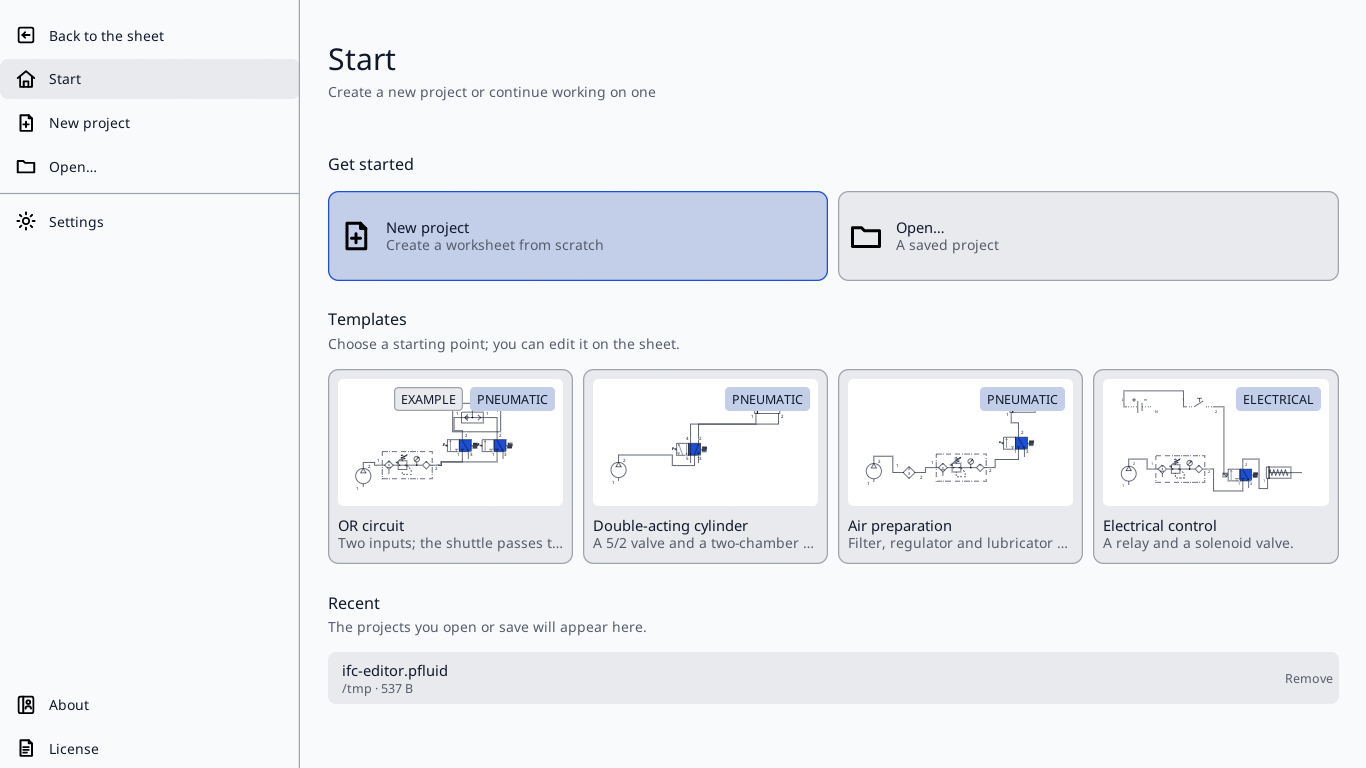 Back to the sheet
Start
New project
Open...
Settings
About
License
Start
Create a new project or continue working on one
Get started
New project
Create a worksheet from scratch
Open...
A saved project
Templates
Choose a starting point; you can edit it on the sheet.
EXAMPLE
PNEUMATIC
OR circuit
Two inputs; the shuttle passes t...
PNEUMATIC
Double-acting cylinder
A 5/2 valve and a two-chamber ...
PNEUMATIC
Air preparation
Filter, regulator and lubricator ...
ELECTRICAL
Electrical control
A relay and a solenoid valve.
Recent
The projects you open or save will appear here.
ifc-editor.pfluid
/tmp · 537 B
Remove